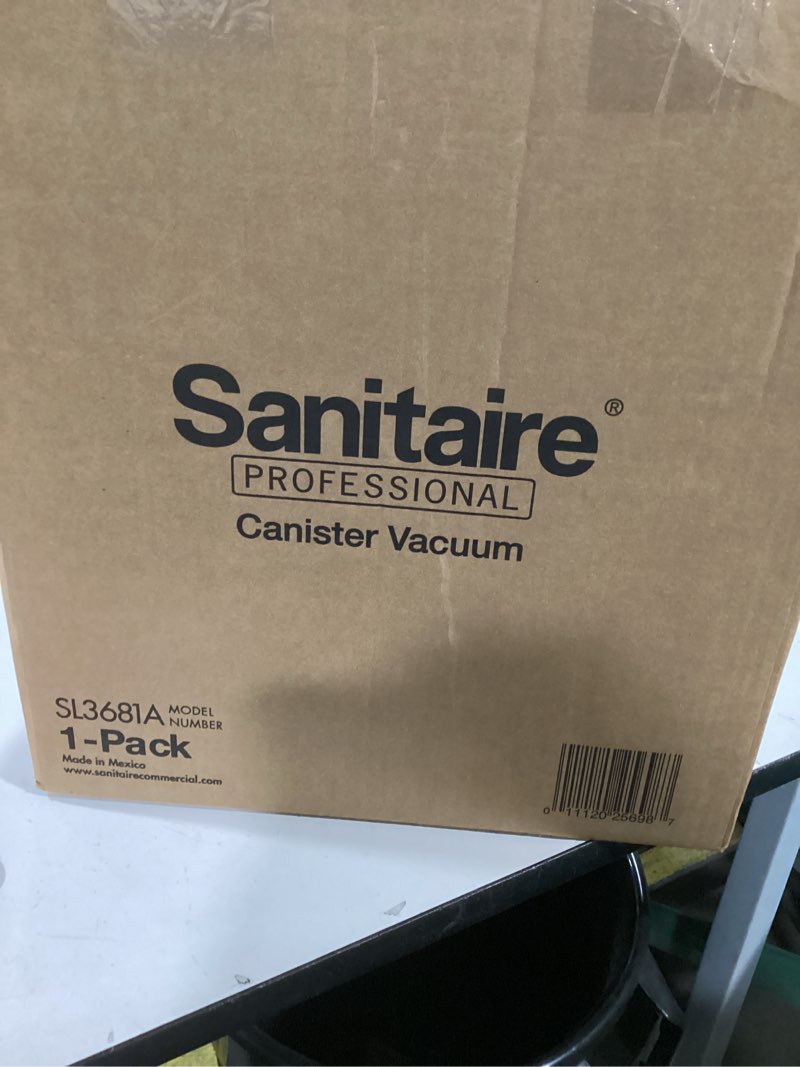 Sanitaire®
PROFESSIONAL
Canister Vacuum
SL3681A MODEL NUMBER
1-Pack
Made in Mexico
www.sanitairecommercial.com
0 11120 25698 7